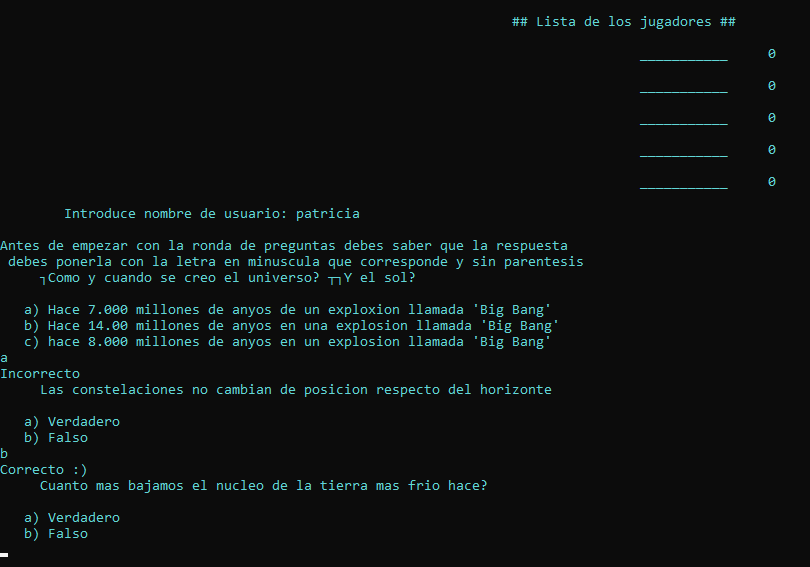 ## Lista de los jugadores ##
___________ 0
___________ 0
___________ 0
___________ 0
___________ 0
Introduce nombre de usuario: patricia
Antes de empezar con la ronda de preguntas debes saber que la respuesta
debes ponerla con la letra en minuscula que corresponde y sin parentesis
┐Como y cuando se creo el universo? ┬┐Y el sol?
a) Hace 7.000 millones de anyos de un exploxion llamada 'Big Bang'
b) Hace 14.00 millones de anyos en una explosion llamada 'Big Bang'
c) hace 8.000 millones de anyos en un explosion llamada 'Big Bang'
a
Incorrecto
Las constelaciones no cambian de posicion respecto del horizonte
a) Verdadero
b) Falso
b
Correcto :)
Cuanto mas bajamos el nucleo de la tierra mas frio hace?
a) Verdadero
b) Falso